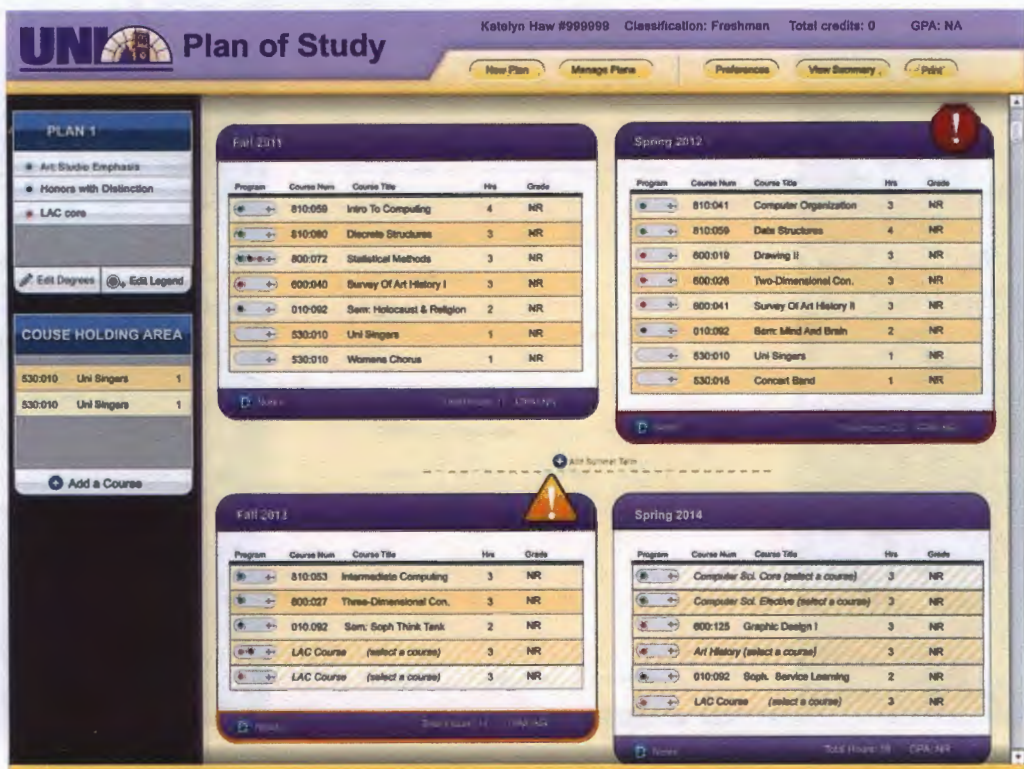 UNI Plan of Study
Katelyn Haw #999999 Classification: Freshman Total credits: 0 GPA: NA
New Plan Manage Plans Preferences View Summary Print
PLAN 1
Art Studio Emphasis
Honors with Distinction
LAC core
Edit Degrees Edit Legend
COUSE HOLDING AREA
530:010 Uni Singers 1
530:010 Uni Singers 1
Add a Course
Fall 2011
Program Course Num Course Title Hrs Grade
810:059 Intro To Computing 4 NR
810:080 Discrete Structures 3 NR
800:072 Statistical Methods 3 NR
600:040 Survey Of Art History I 3 NR
010:092 Sem: Holocaust & Religion 2 NR
530:010 Uni Singers 1 NR
530:010 Womens Chorus 1 NR
Notes
Spring 2012
Program Course Num Course Title Hrs Grade
810:041 Computer Organization 3 NR
810:059 Data Structures 4 NR
600:019 Drawing II 3 NR
600:026 Two-Dimensional Con. 3 NR
600:041 Survey Of Art History II 3 NR
010:092 Sem: Mind And Brain 2 NR
530:010 Uni Singers 1 NR
530:015 Concert Band 1 NR
Add Summer Term
Program Course Num Course Title Hrs Grade
810:053 Intermediate Computing 3 NR
600:027 Three-Dimensional Con. 3 NR
010:092 Sem: Soph Think Tank 2 NR
LAC Course (select a course) 3 NR
LAC Course (select a course) 3 NR
Spring 2014
Program Course Num Course Title Hrs Grade
Computer Sci. Core (select a course) 3 NR
Computer Sci. Elective (select a course) 3 NR
600:125 Graphic Design I 3 NR
Art History (select a course) 3 NR
010:092 Soph. Service Learning 2 NR
LAC Course (select a course) 3 NR
Notes Total Hours: GPA: NR